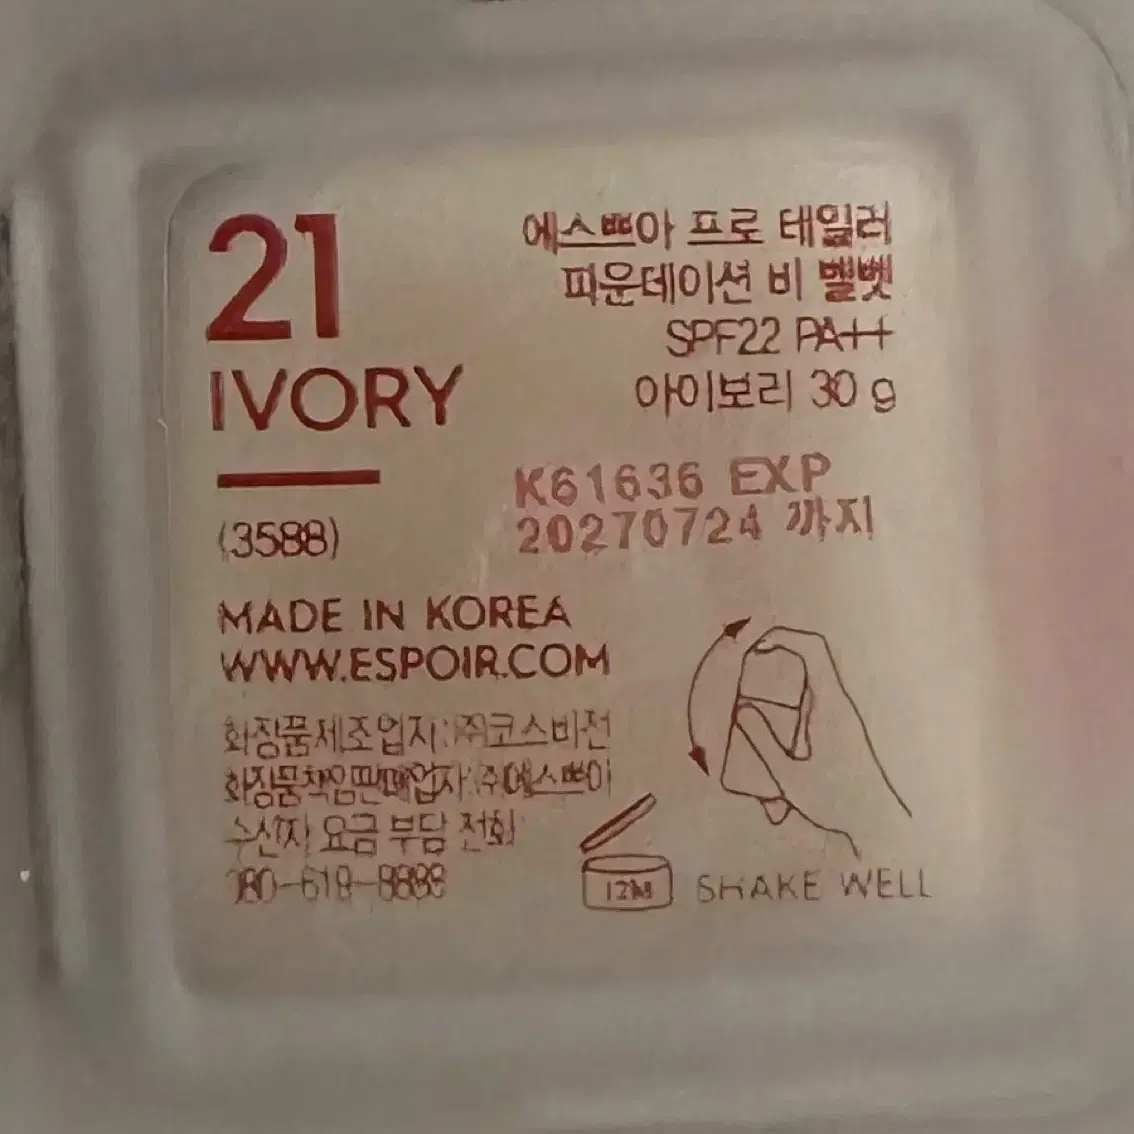 21
IVORY
(3588)
에스쁘아 프로 테일러
파운데이션 비 벨벳
SPF22 PA++
아이보리 30 g
K61636 EXP
20270724 까지
MADE IN KOREA
WWW.ESPOIR.COM
화장품제조업자:㈜코스비전
화장품책임판매업자:㈜에스쁘아
수신자 요금 부담 전화
12M
SHAKE WELL